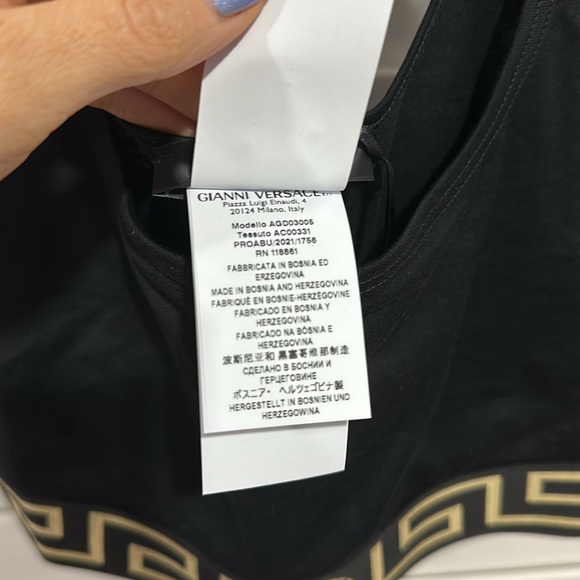 GIANNI VERSACE
Piazza Luigi Einaudi, 4
20124 Milano, Italy
Modello AGD03005
Tessuto AC00331
PROABU/2021/1756
RN 118861
FABBRICATA IN BOSNIA ED
ERZEGOVINA
MADE IN BOSNIA AND HERZEGOVINA
FABRIQUÉ EN BOSNIE-HERZÉGOVINE
FABRICADO EN BOSNIA Y
HERZEGOVINA
FABRICADO NA BÓSNIA E
HERZEGOVINA
波斯尼亚和 黑塞哥维那制造
СДЕЛАНО В БОСНИИ И
ГЕРЦЕГОВИНЕ
ボスニア・ ヘルツェゴビナ製
HERGESTELLT IN BOSNIEN UND
HERZEGOWINA